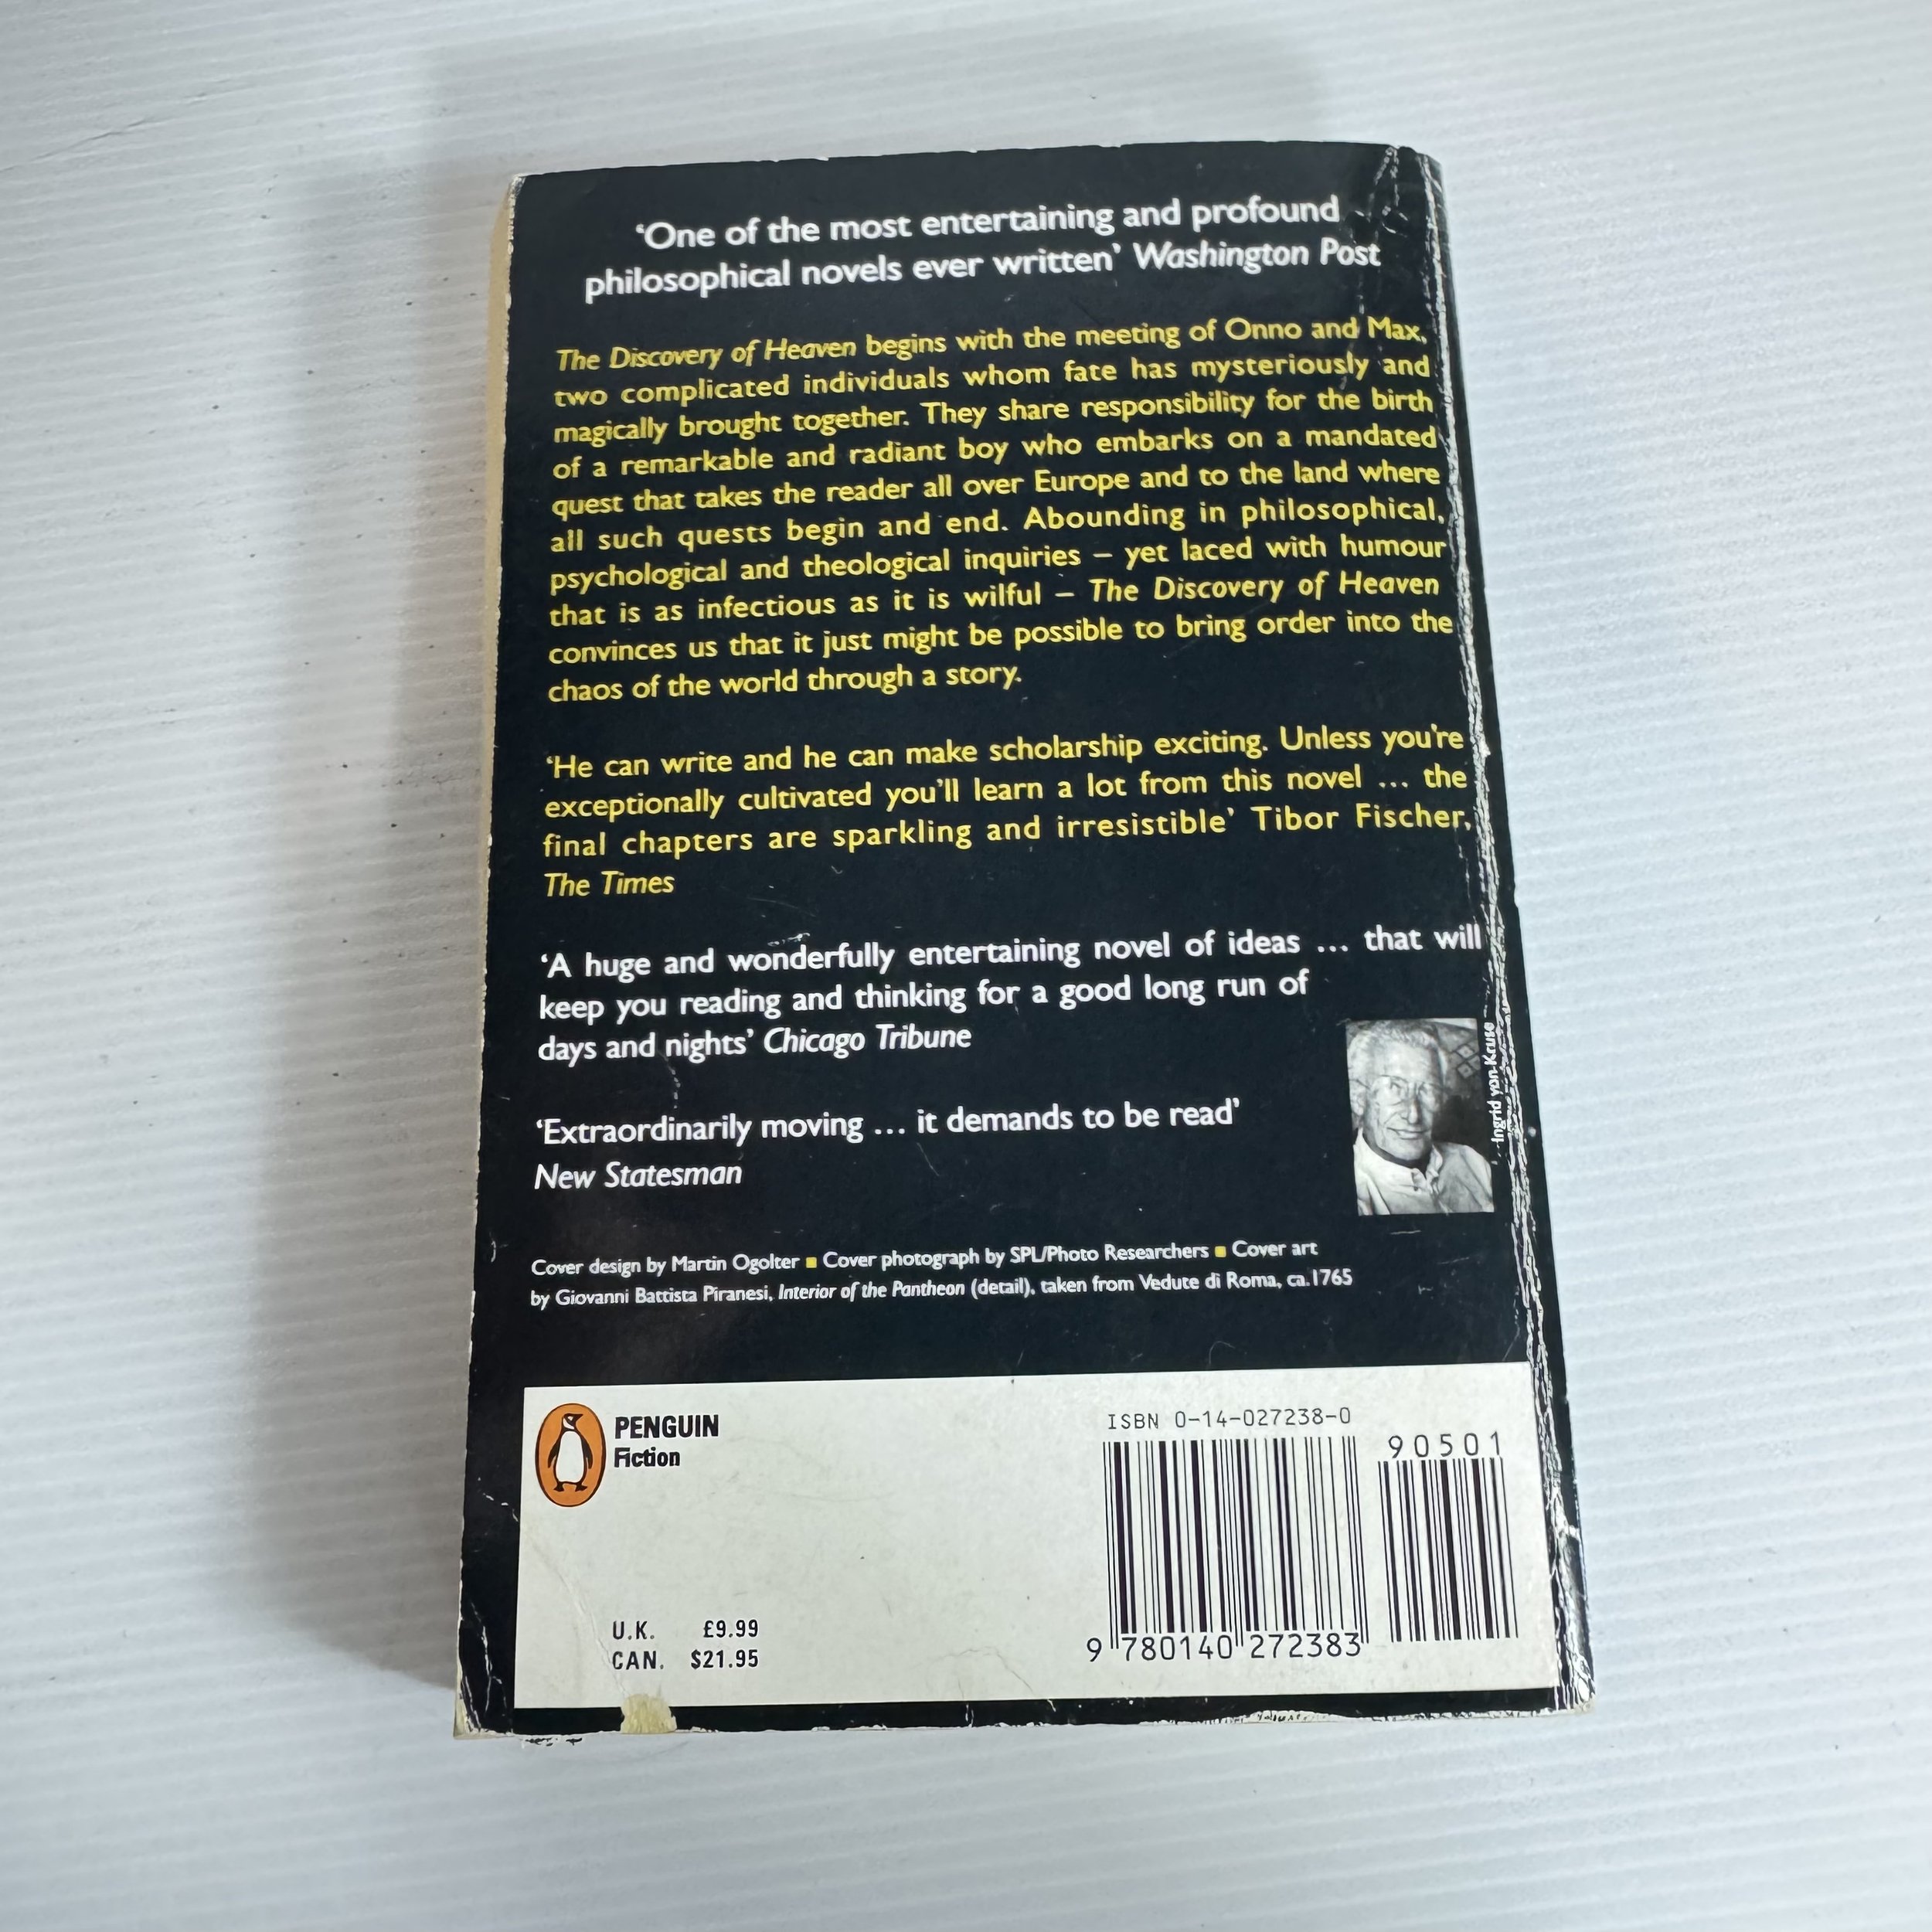 ‘One of the most entertaining and profound
philosophical novels ever written’ Washington Post
The Discovery of Heaven begins with the meeting of Onno and Max,
two complicated individuals whom fate has mysteriously and
magically brought together. They share responsibility for the birth
of a remarkable and radiant boy who embarks on a mandated
quest that takes the reader all over Europe and to the land where
all such quests begin and end. Abounding in philosophical,
psychological and theological inquiries – yet laced with humour
that is as infectious as it is wilful – The Discovery of Heaven
convinces us that it just might be possible to bring order into the
chaos of the world through a story.
‘He can write and he can make scholarship exciting. Unless you’re
exceptionally cultivated you’ll learn a lot from this novel … the
final chapters are sparkling and irresistible’ Tibor Fischer,
The Times
‘A huge and wonderfully entertaining novel of ideas … that will
keep you reading and thinking for a good long run of
days and nights’ Chicago Tribune
Ingrid von Kruse
‘Extraordinarily moving … it demands to be read’
New Statesman
Cover design by Martin Ogolter ■ Cover photograph by SPL/Photo Researchers ■ Cover art
by Giovanni Battista Piranesi, Interior of the Pantheon (detail), taken from Vedute di Roma, ca.1765
PENGUIN
Fiction
ISBN 0-14-027238-0
90501
9 780140 272383
U.K. £9.99
CAN. $21.95